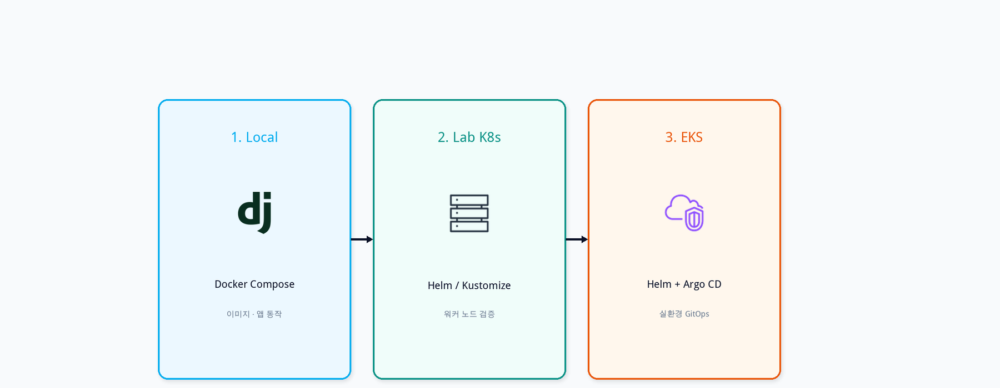 1. Local
dj
Docker Compose
이미지 · 앱 동작
2. Lab K8s
Helm / Kustomize
워커 노드 검증
3. EKS
Helm + Argo CD
실환경 GitOps